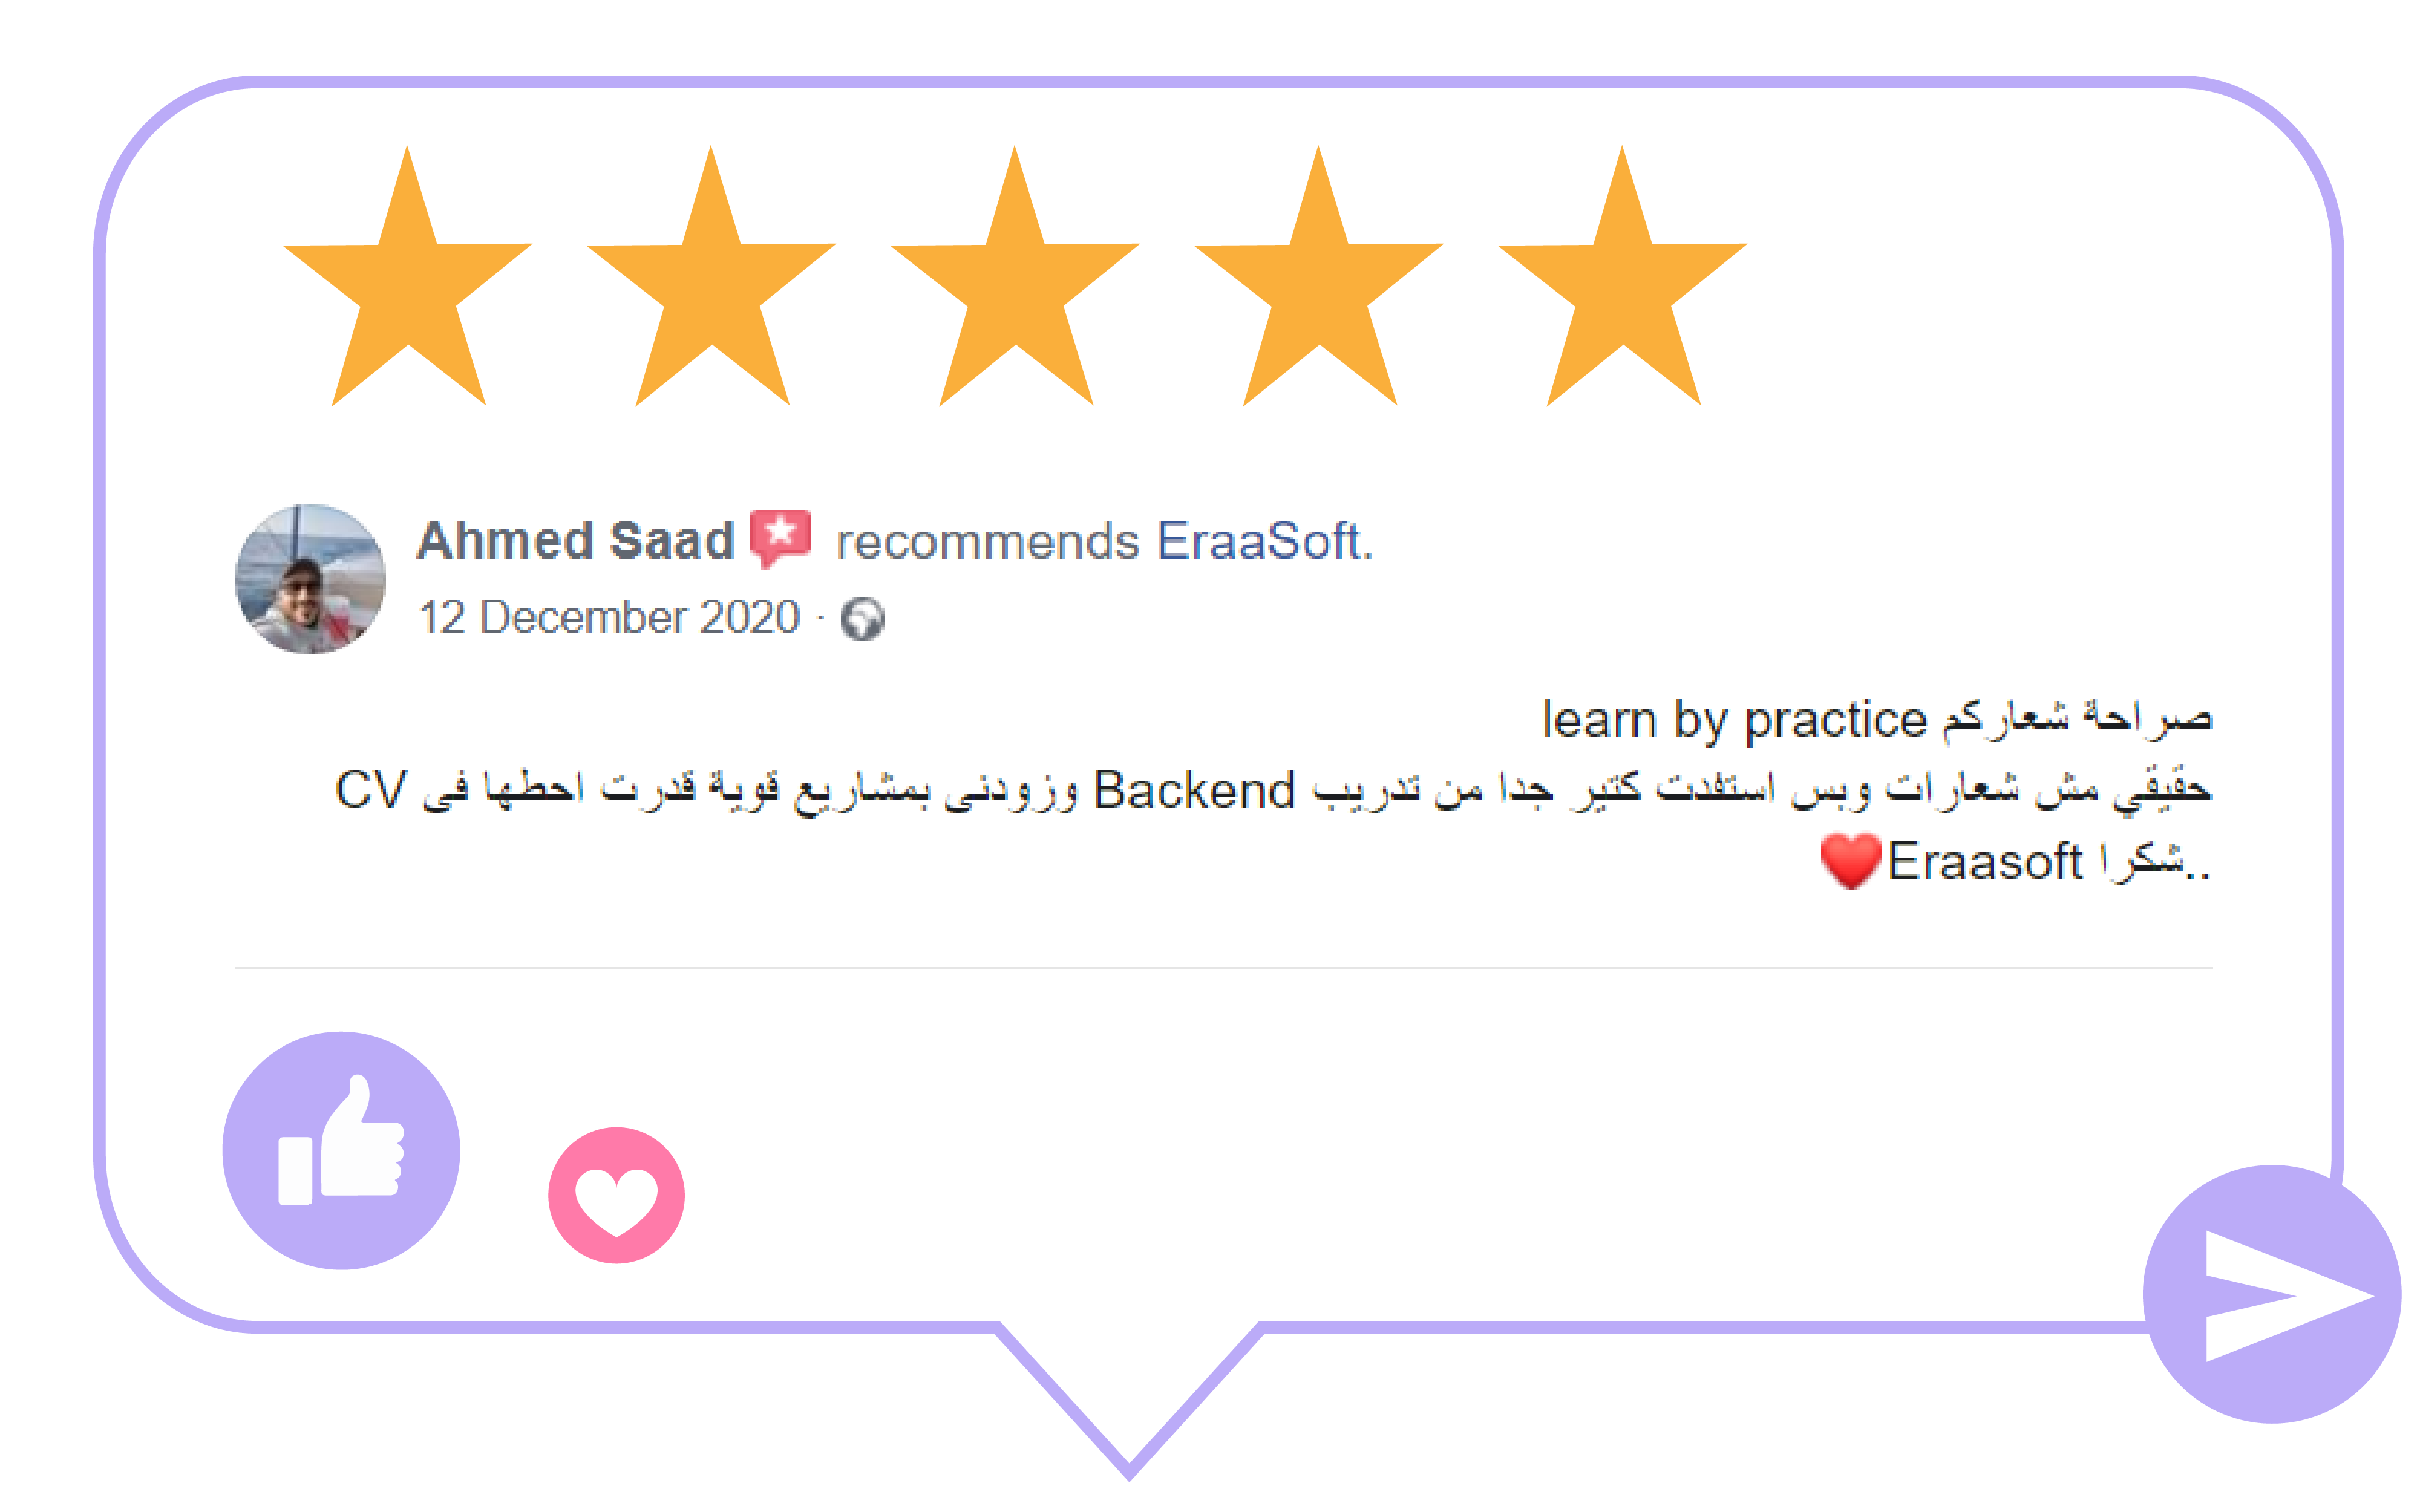 Ahmed Saad recommends EraaSoft.
12 December 2020 ·
صراحة شعاركم learn by practice
حقيقي مش شعارات وبس استفدت كتير جدا من تدريب Backend وزودنى بمشاريع قوية قدرت احطها فى CV
..شكرا Eraasoft❤️